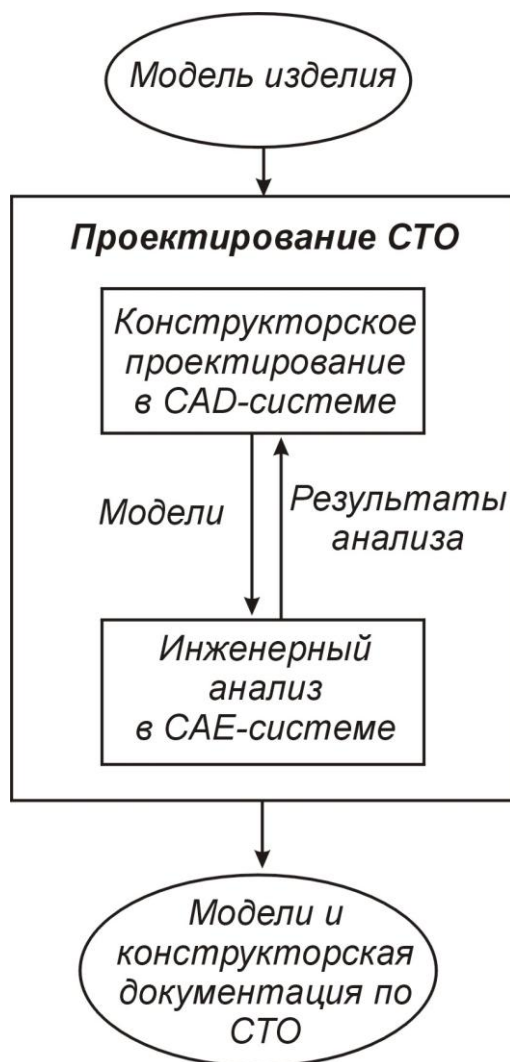 Модель изделия
Проектирование СТО
Конструкторское
проектирование
в CAD-системе
Модели
Результаты
анализа
Инженерный
анализ
в CAE-системе
Модели и
конструкторская
документация по
СТО